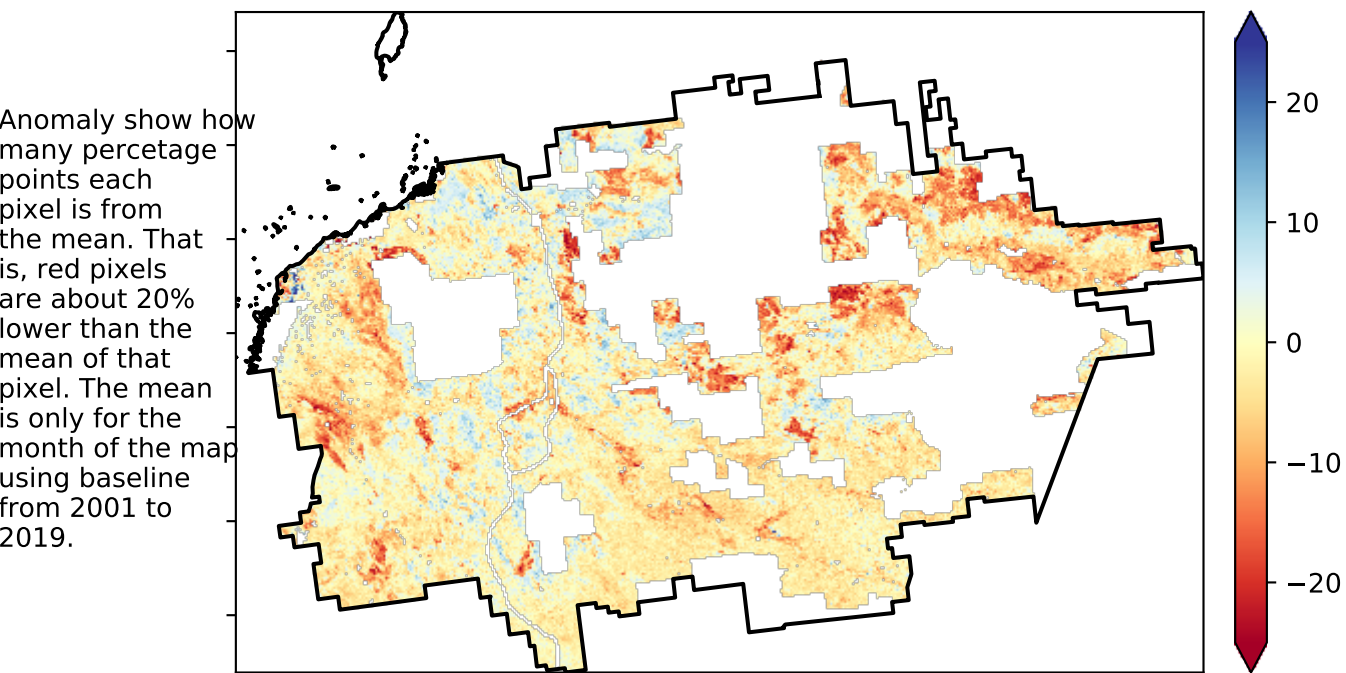 Anomaly show how
many percetage
points each
pixel is from
the mean. That
is, red pixels
are about 20%
lower than the
mean of that
pixel. The mean
is only for the
month of the map
using baseline
from 2001 to
2019.
20
10
0
−10
−20